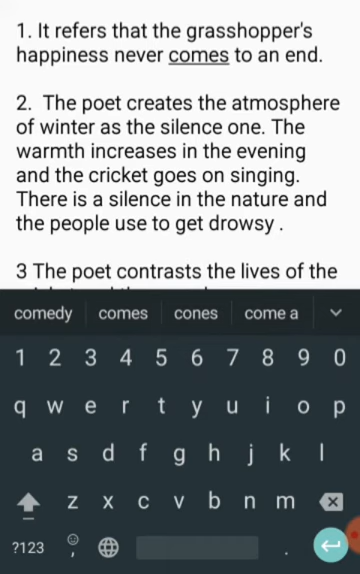 1. It refers that the grasshopper's
happiness never comes to an end.
2. The poet creates the atmosphere
of winter as the silence one. The
warmth increases in the evening
and the cricket goes on singing.
There is a silence in the nature and
the people use to get drowsy .
3 The poet contrasts the lives of the
comedy comes cones come a
1 2 3 4 5 6 7 8 9 0
q w e r t y u i o p
a s d f g h j k l
z x c v b n m
?123 , .